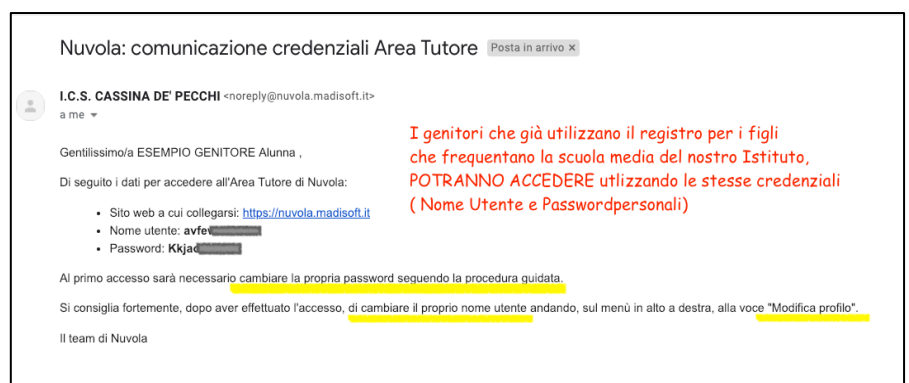 Nuvola: comunicazione credenziali Area Tutore Posta in arrivo ×
I.C.S. CASSINA DE' PECCHI <noreply@nuvola.madisoft.it>
a me
I genitori che già utilizzano il registro per i figli
che frequentano la scuola media del nostro Istituto,
POTRANNO ACCEDERE utlizzando le stesse credenziali
( Nome Utente e Passwordpersonali)
Gentilissimo/a ESEMPIO GENITORE Alunna ,
Di seguito i dati per accedere all'Area Tutore di Nuvola:
• Sito web a cui collegarsi: https://nuvola.madisoft.it
• Nome utente:
• Password:
Al primo accesso sarà necessario cambiare la propria password seguendo la procedura guidata.
Si consiglia fortemente, dopo aver effettuato l'accesso, di cambiare il proprio nome utente andando, sul menù in alto a destra, alla voce "Modifica profilo".
Il team di Nuvola